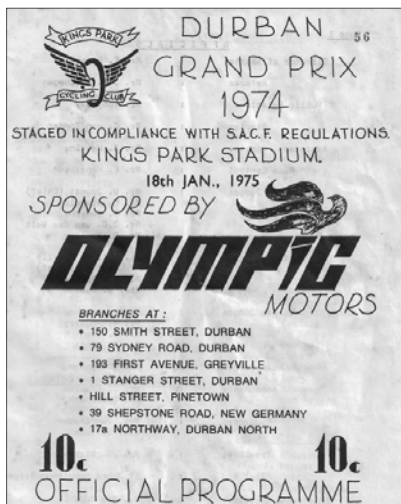 KINGS PARK
CYCLING CLUB
DURBAN
56
GRAND PRIX
1974
STAGED IN COMPLIANCE WITH S.A.C.F. REGULATIONS.
KINGS PARK STADIUM.
18th JAN., 1975
SPONSORED BY
OLYMPIC
MOTORS
BRANCHES AT :
• 150 SMITH STREET, DURBAN
• 79 SYDNEY ROAD, DURBAN
• 193 FIRST AVENUE, GREYVILLE
• 1 STANGER STREET, DURBAN
• HILL STREET, PINETOWN
• 39 SHEPSTONE ROAD, NEW GERMANY
• 17a NORTHWAY, DURBAN NORTH
10c 10c
OFFICIAL PROGRAMME